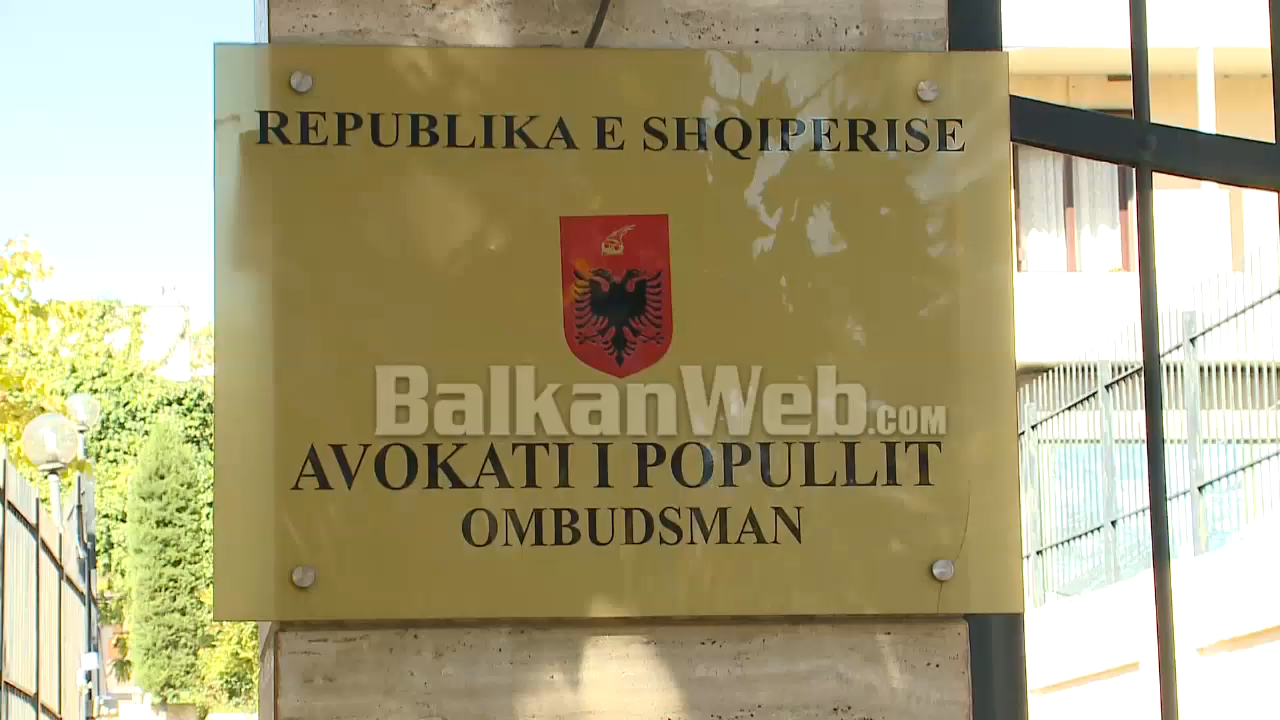 REPUBLIKA E SHQIPERISE
BalkanWeb.com
AVOKATI I POPULLIT
OMBUDSMAN